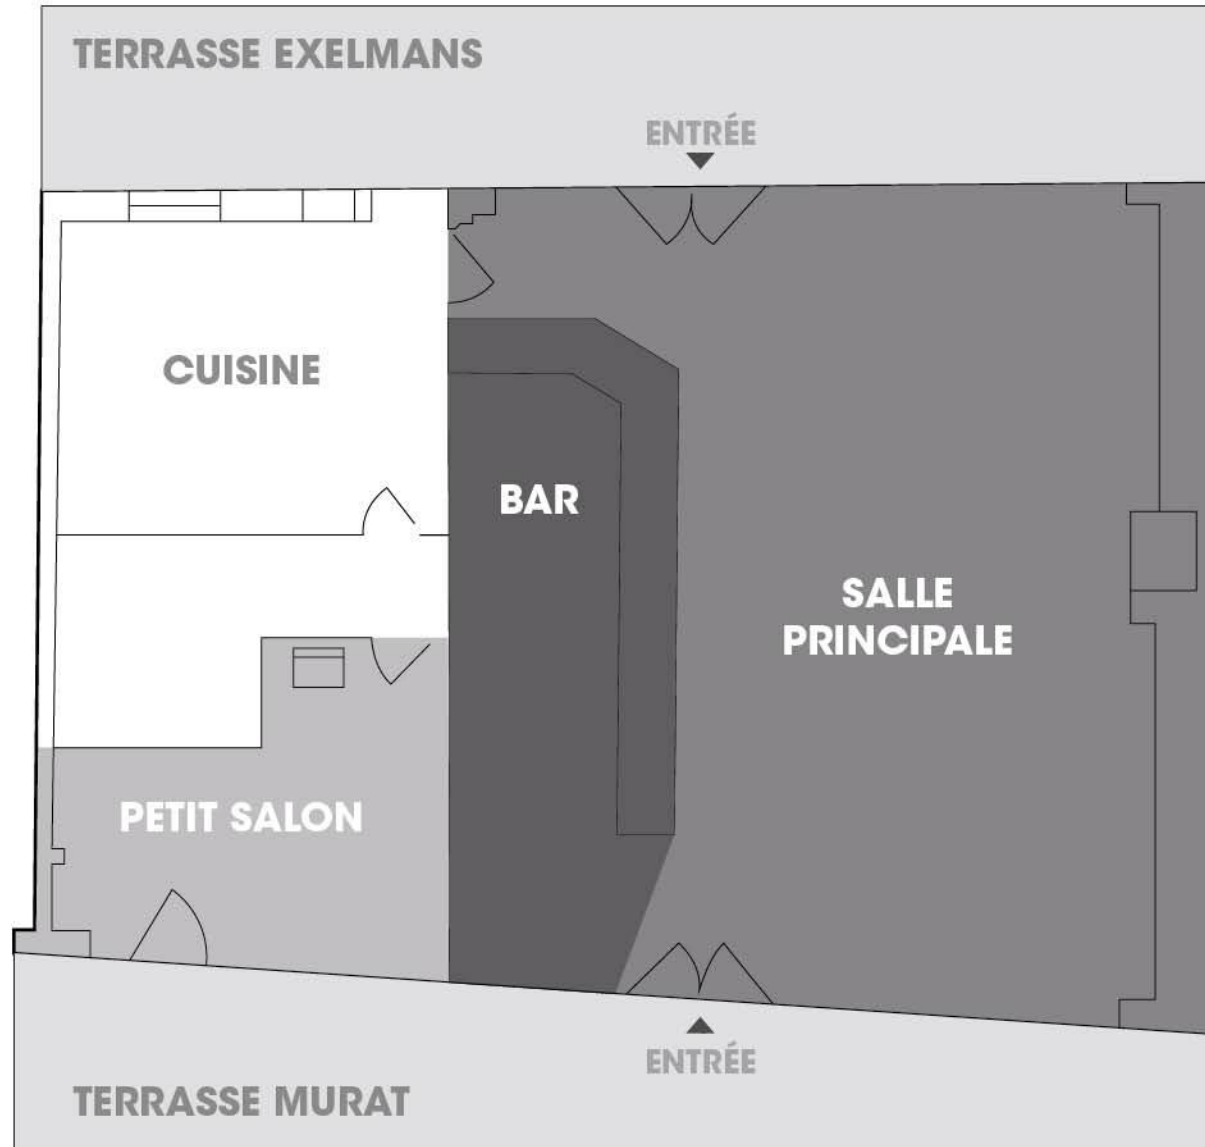 TERRASSE EXELMANS
ENTRÉE
CUISINE
BAR
SALLE
PRINCIPALE
PETIT SALON
ENTRÉE
TERRASSE MURAT